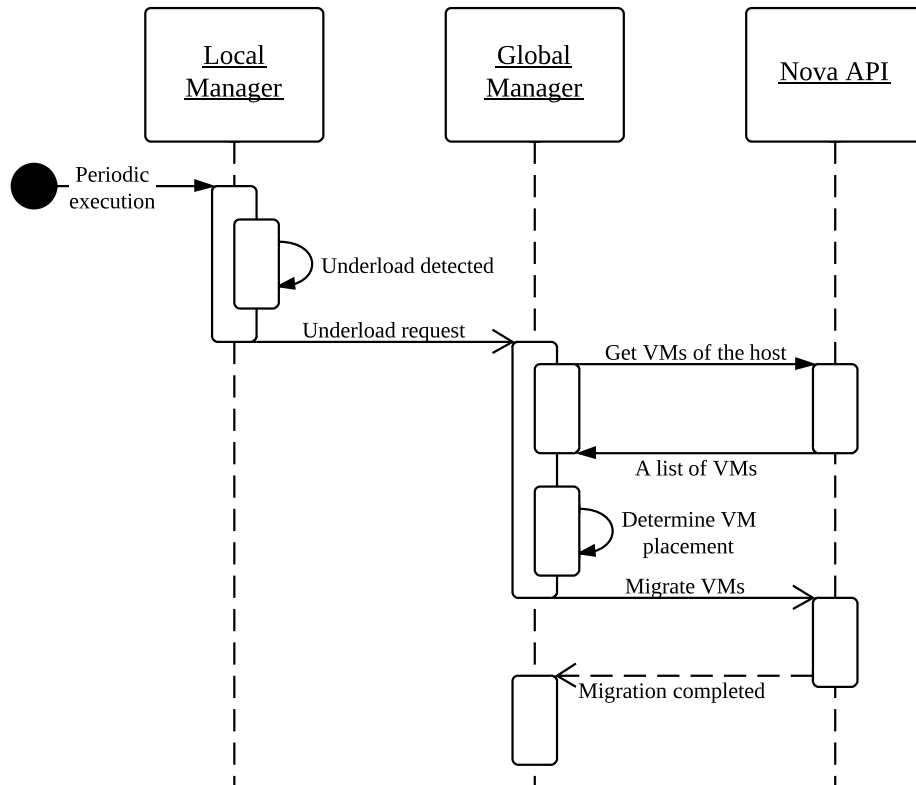 Local
Manager
Global
Manager
Nova API
Periodic
execution
Underload detected
Underload request
Get VMs of the host
A list of VMs
Determine VM
placement
Migrate VMs
Migration completed